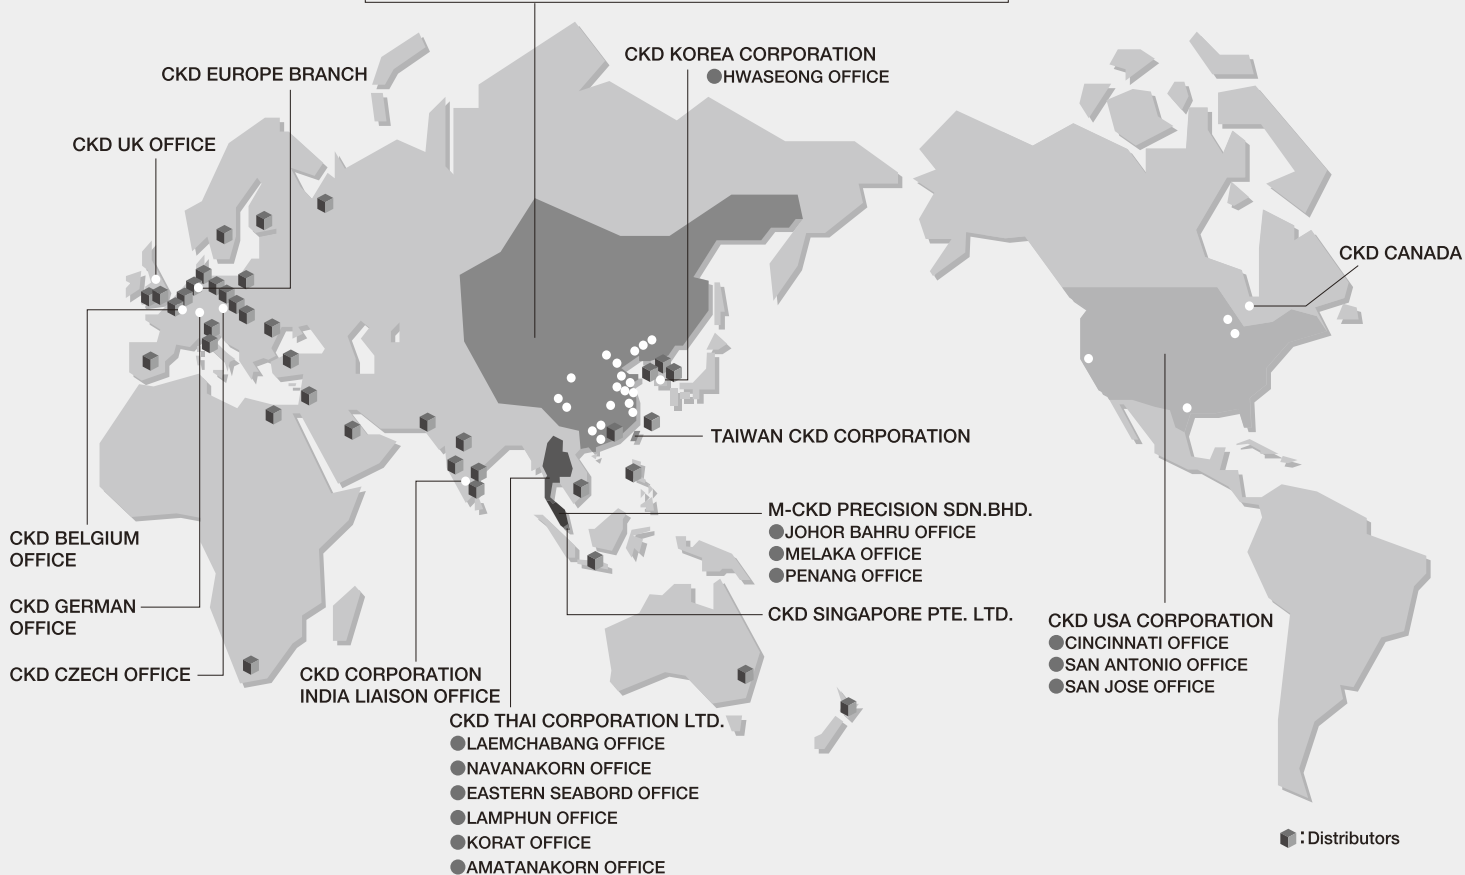 CKD KOREA CORPORATION
HWASEONG OFFICE
CKD EUROPE BRANCH
CKD UK OFFICE
CKD CANADA
TAIWAN CKD CORPORATION
M-CKD PRECISION SDN.BHD.
JOHOR BAHRU OFFICE
MELAKA OFFICE
PENANG OFFICE
CKD BELGIUM
OFFICE
CKD GERMAN
OFFICE
CKD CZECH OFFICE
CKD SINGAPORE PTE. LTD.
CKD USA CORPORATION
CINCINNATI OFFICE
SAN ANTONIO OFFICE
SAN JOSE OFFICE
CKD CORPORATION
INDIA LIAISON OFFICE
CKD THAI CORPORATION LTD.
LAEMCHABANG OFFICE
NAVANAKORN OFFICE
EASTERN SEABORD OFFICE
LAMPHUN OFFICE
KORAT OFFICE
AMATANAKORN OFFICE
: Distributors